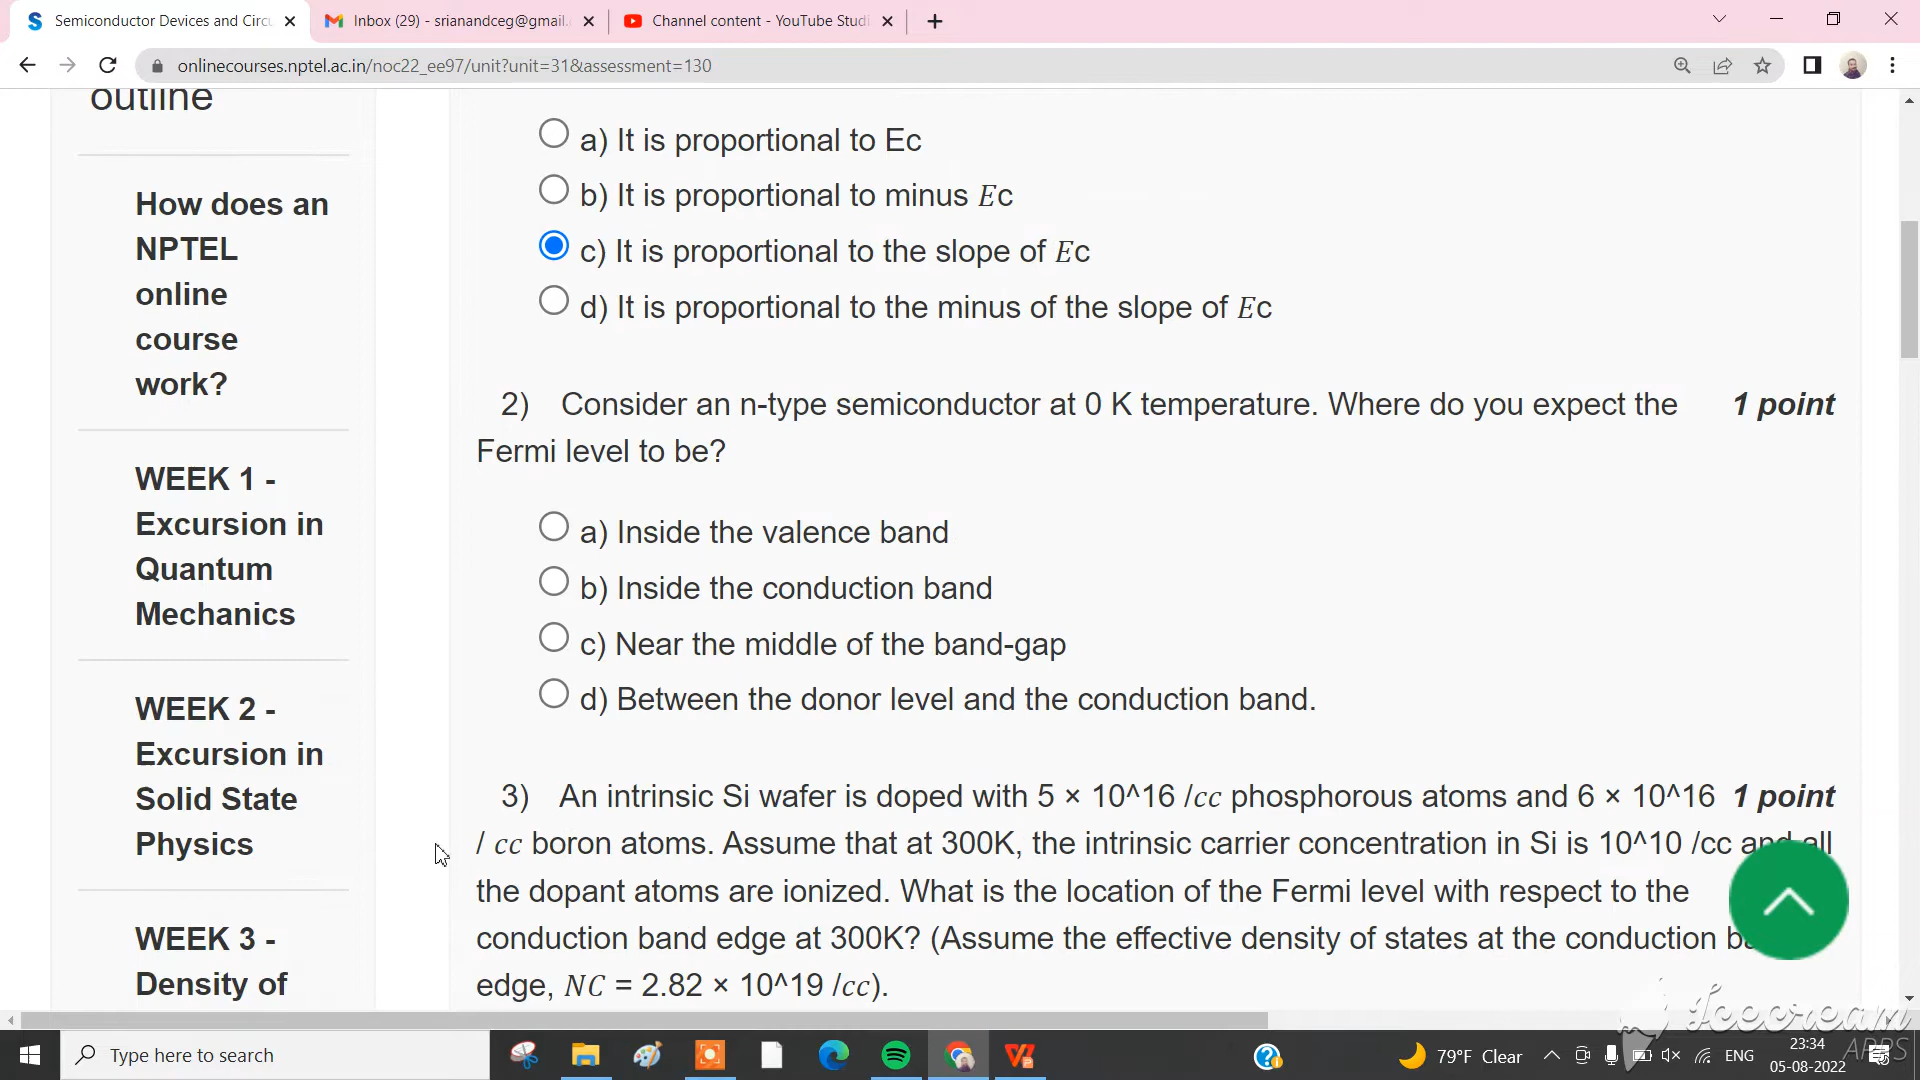 Semiconductor Devices and Circu
Inbox (29) - srianandceg@gmail.
Channel content - YouTube Studi
onlinecourses.nptel.ac.in/noc22_ee97/unit?unit=31&assessment=130
outline
How does an
NPTEL
online
course
work?
WEEK 1 -
Excursion in
Quantum
Mechanics
WEEK 2 -
Excursion in
Solid State
Physics
WEEK 3 -
Density of
a) It is proportional to Ec
b) It is proportional to minus Ec
c) It is proportional to the slope of Ec
d) It is proportional to the minus of the slope of Ec
2) Consider an n-type semiconductor at 0 K temperature. Where do you expect the 1 point
Fermi level to be?
a) Inside the valence band
b) Inside the conduction band
c) Near the middle of the band-gap
d) Between the donor level and the conduction band.
3) An intrinsic Si wafer is doped with 5 × 10^16 /cc phosphorous atoms and 6 × 10^16 1 point
/ cc boron atoms. Assume that at 300K, the intrinsic carrier concentration in Si is 10^10 /cc and all
the dopant atoms are ionized. What is the location of the Fermi level with respect to the
conduction band edge at 300K? (Assume the effective density of states at the conduction
edge, NC = 2.82 × 10^19 /cc).
Icecream
APPS
Type here to search
79°F Clear
ENG
23:34
05-08-2022